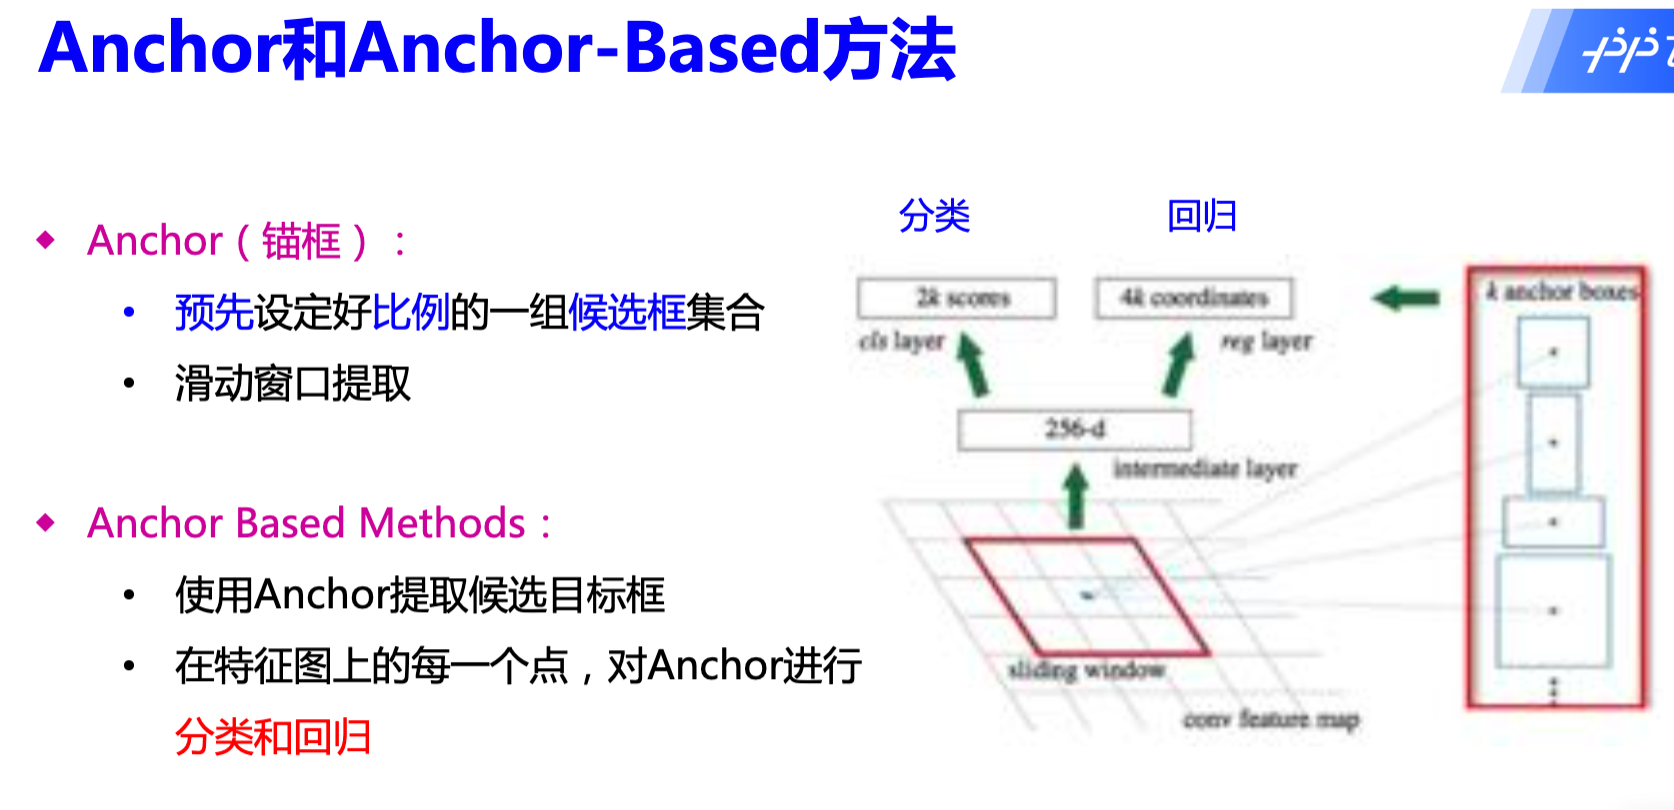 Anchor和Anchor-Based方法
Anchor（锚框）：
预先设定好比例的一组候选框集合
滑动窗口提取
Anchor Based Methods：
使用Anchor提取候选目标框
在特征图上的每一个点，对Anchor进行
分类和回归
分类
回归
2k scores
4k coordinates
k anchor boxes
cls layer
reg layer
256-d
intermediate layer
sliding window
conv feature map